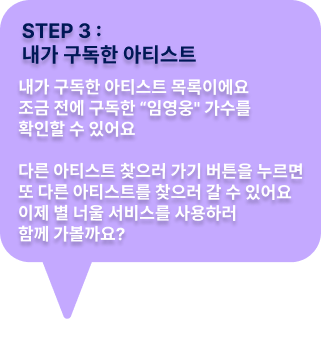 STEP 3 :
내가 구독한 아티스트
내가 구독한 아티스트 목록이에요
조금 전에 구독한 “임영웅" 가수를
확인할 수 있어요
다른 아티스트 찾으러 가기 버튼을 누르면
또 다른 아티스트를 찾으러 갈 수 있어요
이제 별 너울 서비스를 사용하러
함께 가볼까요?